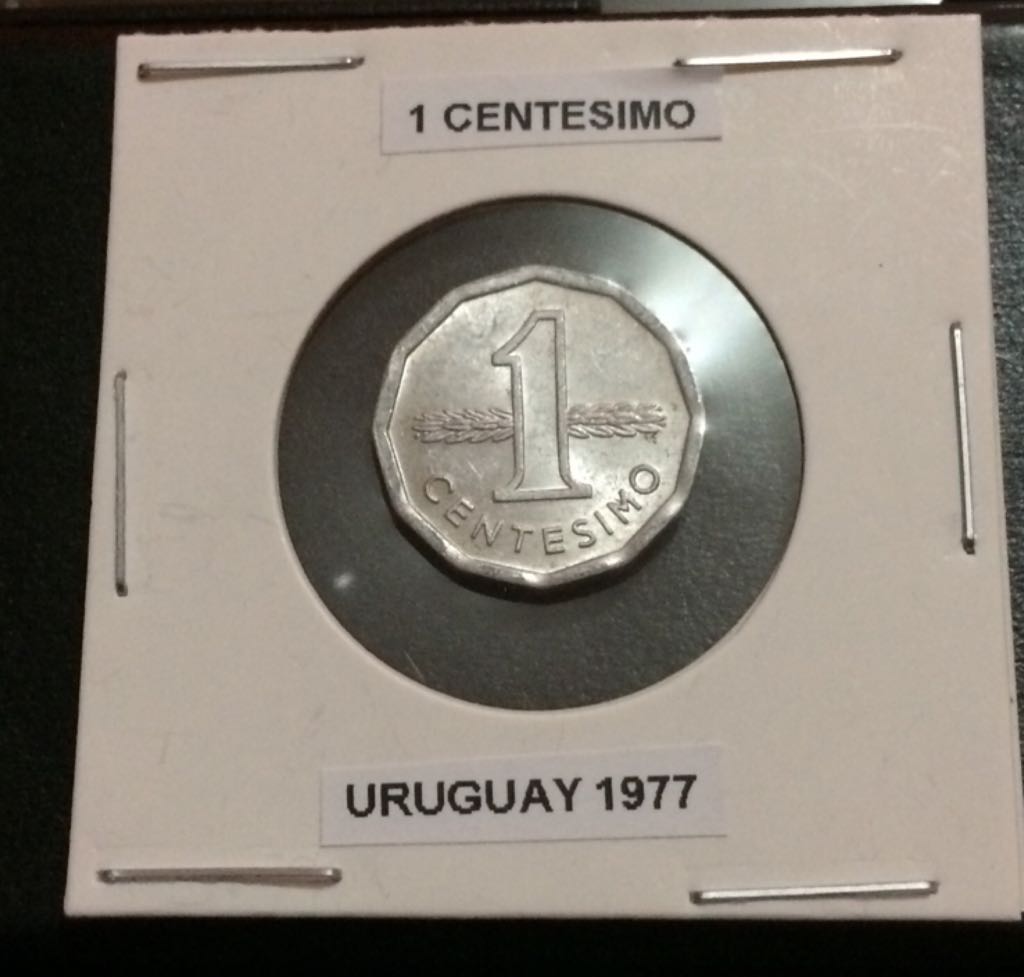 1 CENTESIMO
1
CENTESIMO
URUGUAY 1977